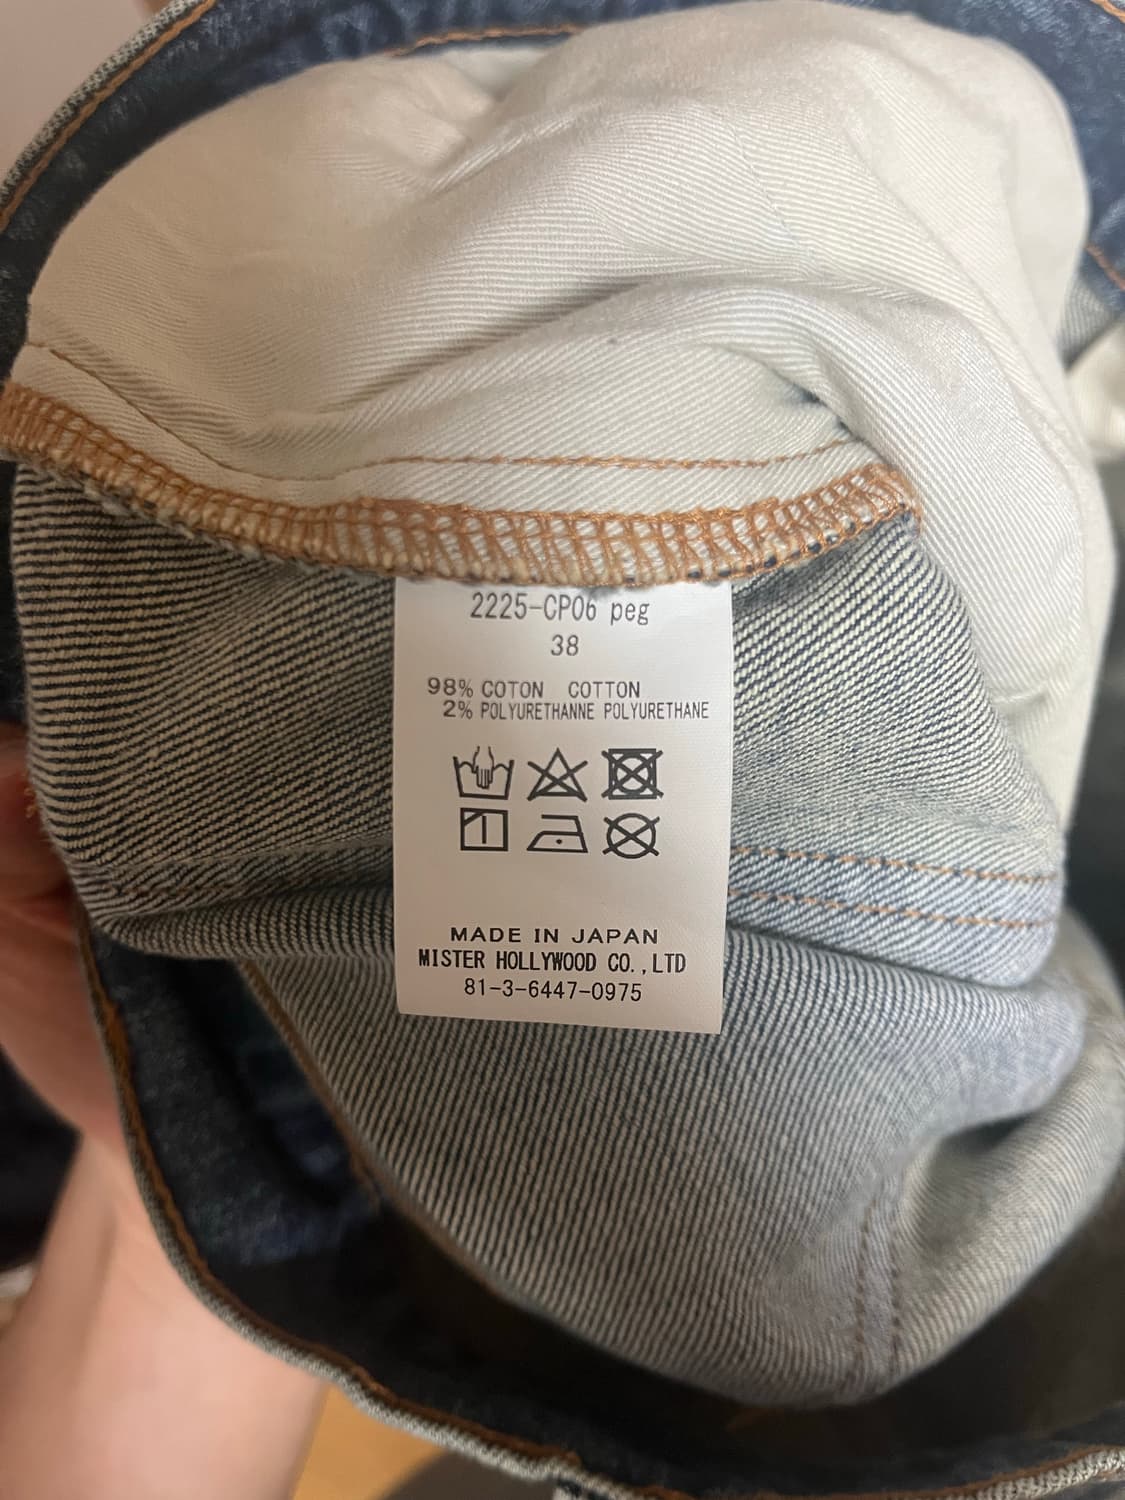 2225-CP06 peg
38
98% COTON COTTON
2% POLYURETHANNE POLYURETHANE
MADE IN JAPAN
MISTER HOLLYWOOD CO.,LTD
81-3-6447-0975